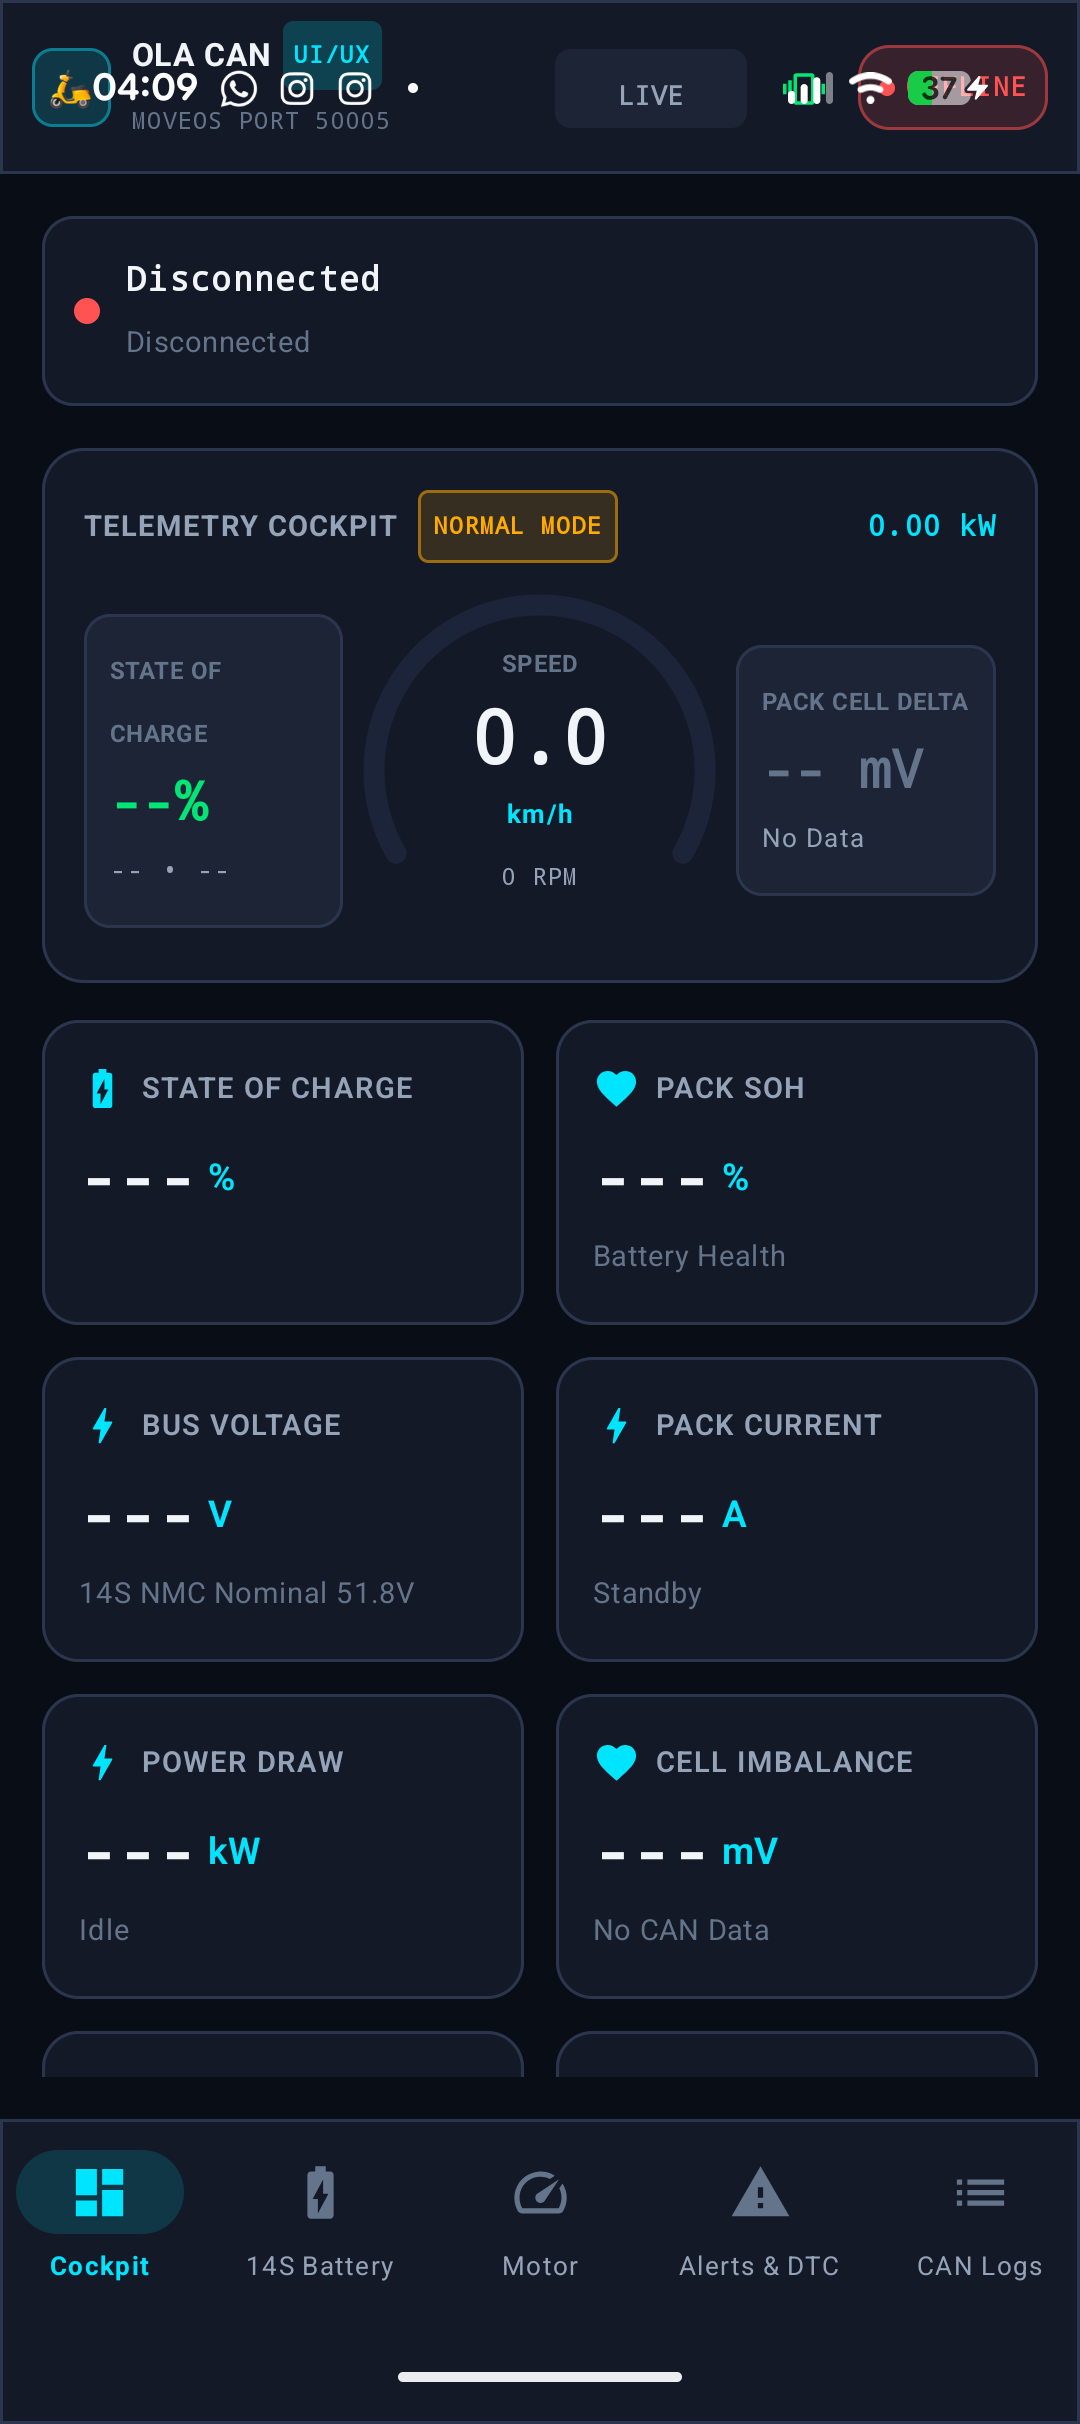 OLA CAN UI/UX
04:09
MOVEOS PORT 50005
LIVE
37
Disconnected
Disconnected
TELEMETRY COCKPIT NORMAL MODE 0.00 kW
STATE OF
CHARGE
--%
-- • --
SPEED
0.0
km/h
0 RPM
PACK CELL DELTA
-- mV
No Data
STATE OF CHARGE
--- %
PACK SOH
--- %
Battery Health
BUS VOLTAGE
--- V
14S NMC Nominal 51.8V
PACK CURRENT
--- A
Standby
POWER DRAW
--- kW
Idle
CELL IMBALANCE
--- mV
No CAN Data
Cockpit 14S Battery Motor Alerts & DTC CAN Logs